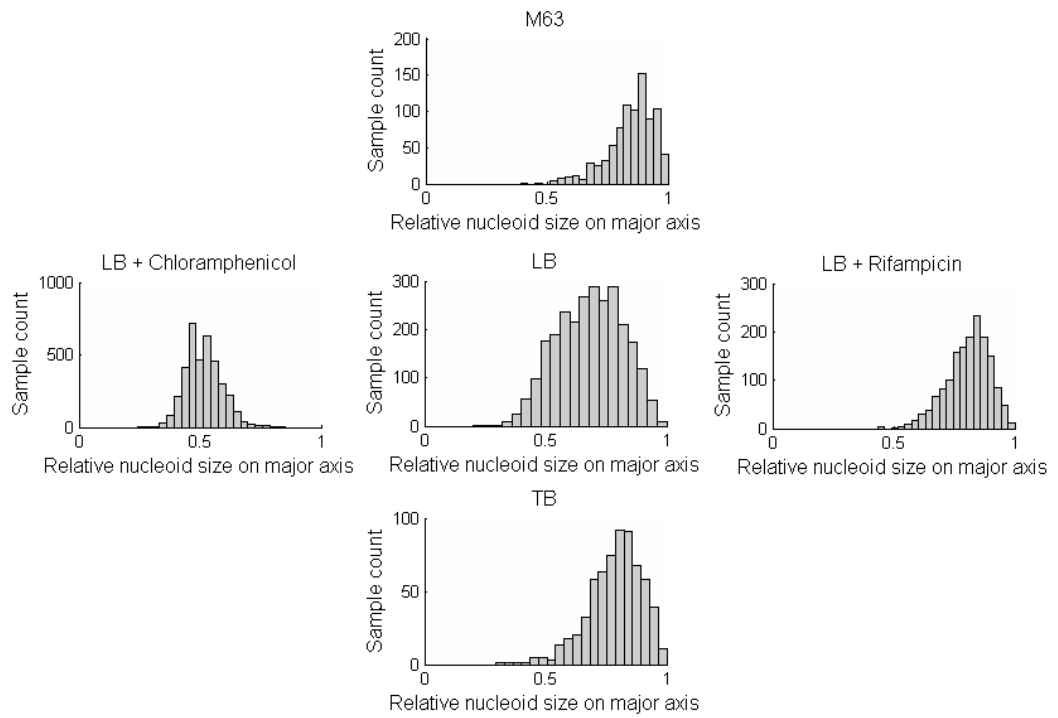 M63
200
150
100
50
0
Sample count
0 0.5 1
Relative nucleoid size on major axis
LB + Chloramphenicol
1000
500
0
Sample count
0 0.5 1
Relative nucleoid size on major axis
LB
300
200
100
0
Sample count
0 0.5 1
Relative nucleoid size on major axis
LB + Rifampicin
300
200
100
0
Sample count
0 0.5 1
Relative nucleoid size on major axis
TB
100
50
0
Sample count
0 0.5 1
Relative nucleoid size on major axis